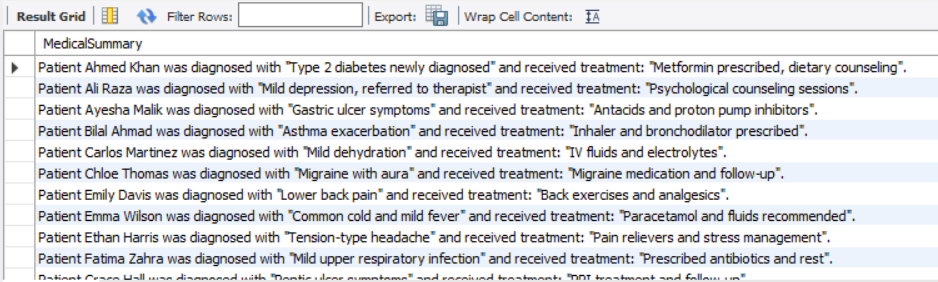 Result Grid Filter Rows: Export: Wrap Cell Content: IA
MedicalSummary
Patient Ahmed Khan was diagnosed with "Type 2 diabetes newly diagnosed" and received treatment: "Metformin prescribed, dietary counseling".
Patient Ali Raza was diagnosed with "Mild depression, referred to therapist" and received treatment: "Psychological counseling sessions".
Patient Ayesha Malik was diagnosed with "Gastric ulcer symptoms" and received treatment: "Antacids and proton pump inhibitors".
Patient Bilal Ahmad was diagnosed with "Asthma exacerbation" and received treatment: "Inhaler and bronchodilator prescribed".
Patient Carlos Martinez was diagnosed with "Mild dehydration" and received treatment: "IV fluids and electrolytes".
Patient Chloe Thomas was diagnosed with "Migraine with aura" and received treatment: "Migraine medication and follow-up".
Patient Emily Davis was diagnosed with "Lower back pain" and received treatment: "Back exercises and analgesics".
Patient Emma Wilson was diagnosed with "Common cold and mild fever" and received treatment: "Paracetamol and fluids recommended".
Patient Ethan Harris was diagnosed with "Tension-type headache" and received treatment: "Pain relievers and stress management".
Patient Fatima Zahra was diagnosed with "Mild upper respiratory infection" and received treatment: "Prescribed antibiotics and rest".
Patient Grace Hall was diagnosed with "Peptic ulcer symptoms" and received treatment: "PPI treatment and follow-up".